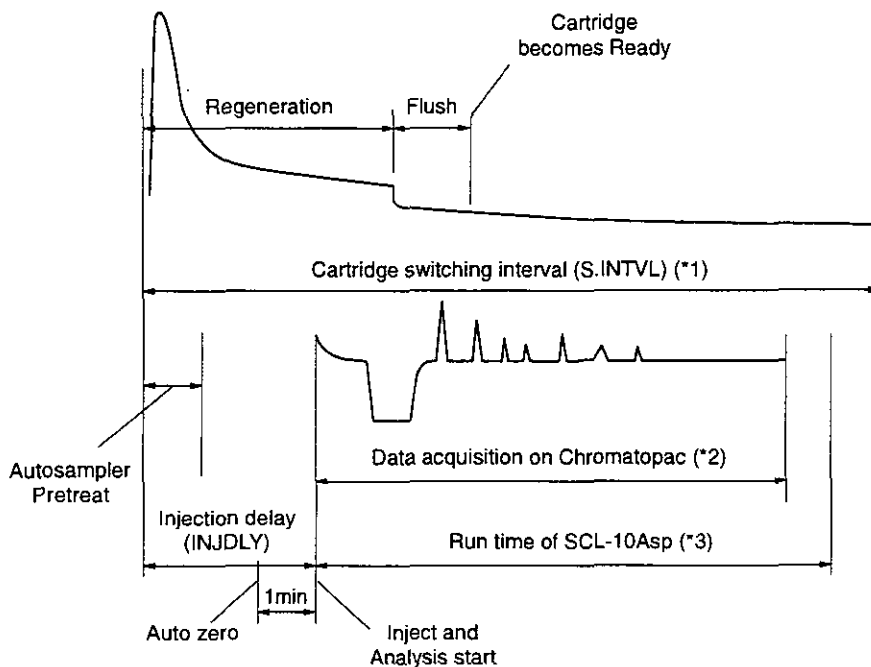 Cartridge
becomes Ready
Regeneration
Flush
Cartridge switching interval (S.INTVL) (*1)
Autosampler
Pretreat
Data acquisition on Chromatopac (*2)
Injection delay
(INJDLY)
Run time of SCL-10Asp (*3)
1min
Auto zero
Inject and
Analysis start